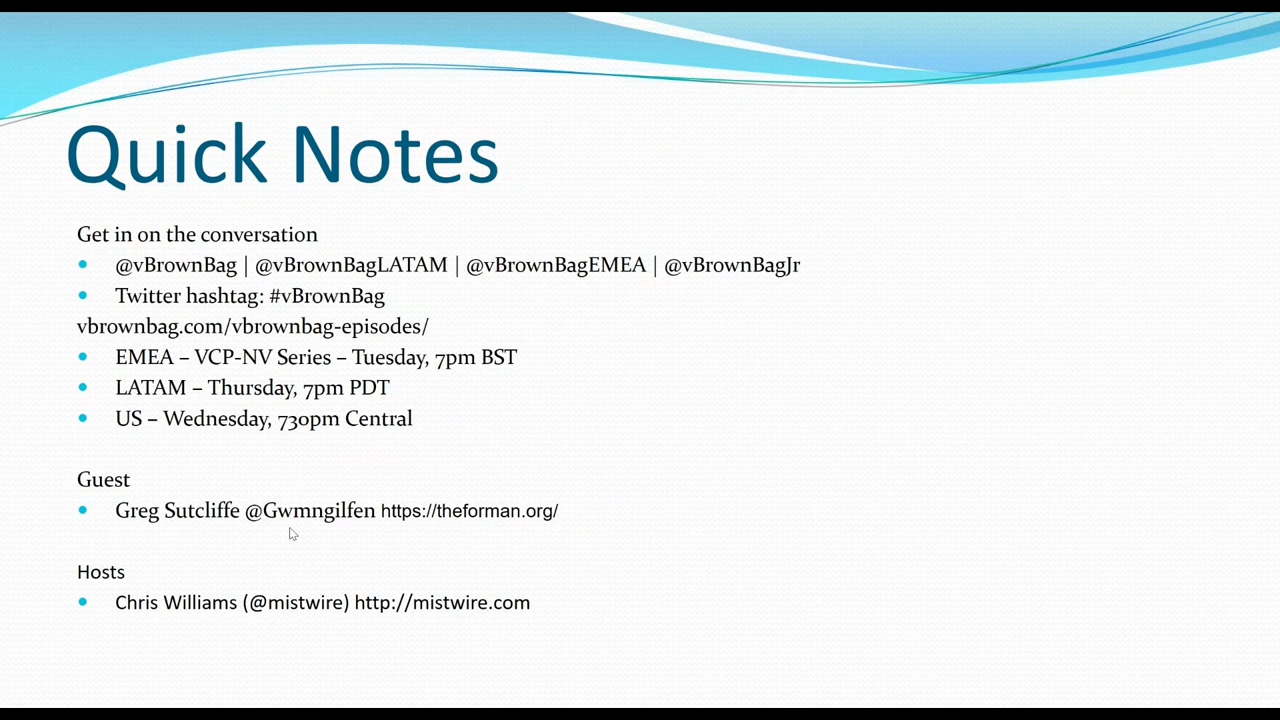 Quick Notes
Get in on the conversation
@vBrownBag | @vBrownBagLATAM | @vBrownBagEMEA | @vBrownBagJr
Twitter hashtag: #vBrownBag
vbrownbag.com/vbrownbag-episodes/
EMEA – VCP-NV Series – Tuesday, 7pm BST
LATAM – Thursday, 7pm PDT
US – Wednesday, 730pm Central
Guest
Greg Sutcliffe @Gwmngilfen https://theforman.org/
Hosts
Chris Williams (@mistwire) http://mistwire.com